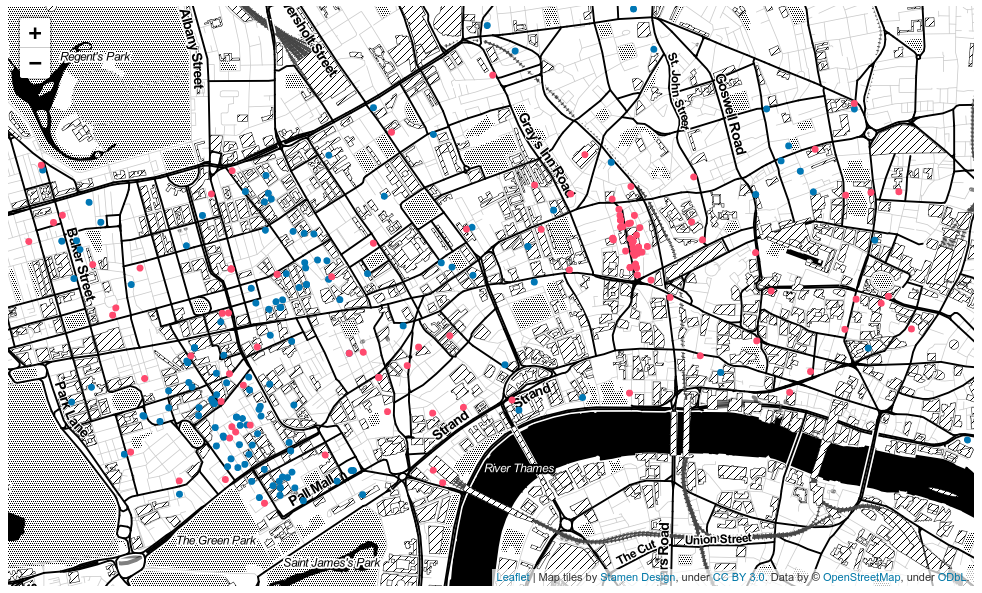 +
−
Regent's Park
Albany Street
ersholt Street
Gray's Inn Road
St. John Street
Goswell Road
Baker Street
Park Lane
Strand
Strand
Pall Mall
River Thames
The Green Park
Saint James's Park
The Cut
Union Street
rs Road
Leaflet | Map tiles by Stamen Design, under CC BY 3.0. Data by © OpenStreetMap, under ODbL.